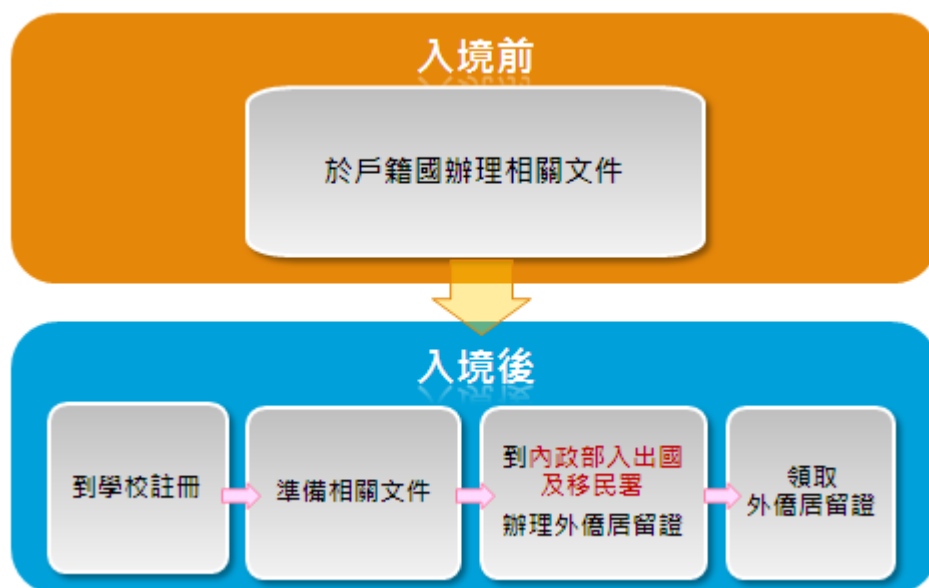 入境前
於戶籍國辦理相關文件
入境後
到學校註冊
準備相關文件
到內政部入出國
及移民署
辦理外僑居留證
領取
外僑居留證